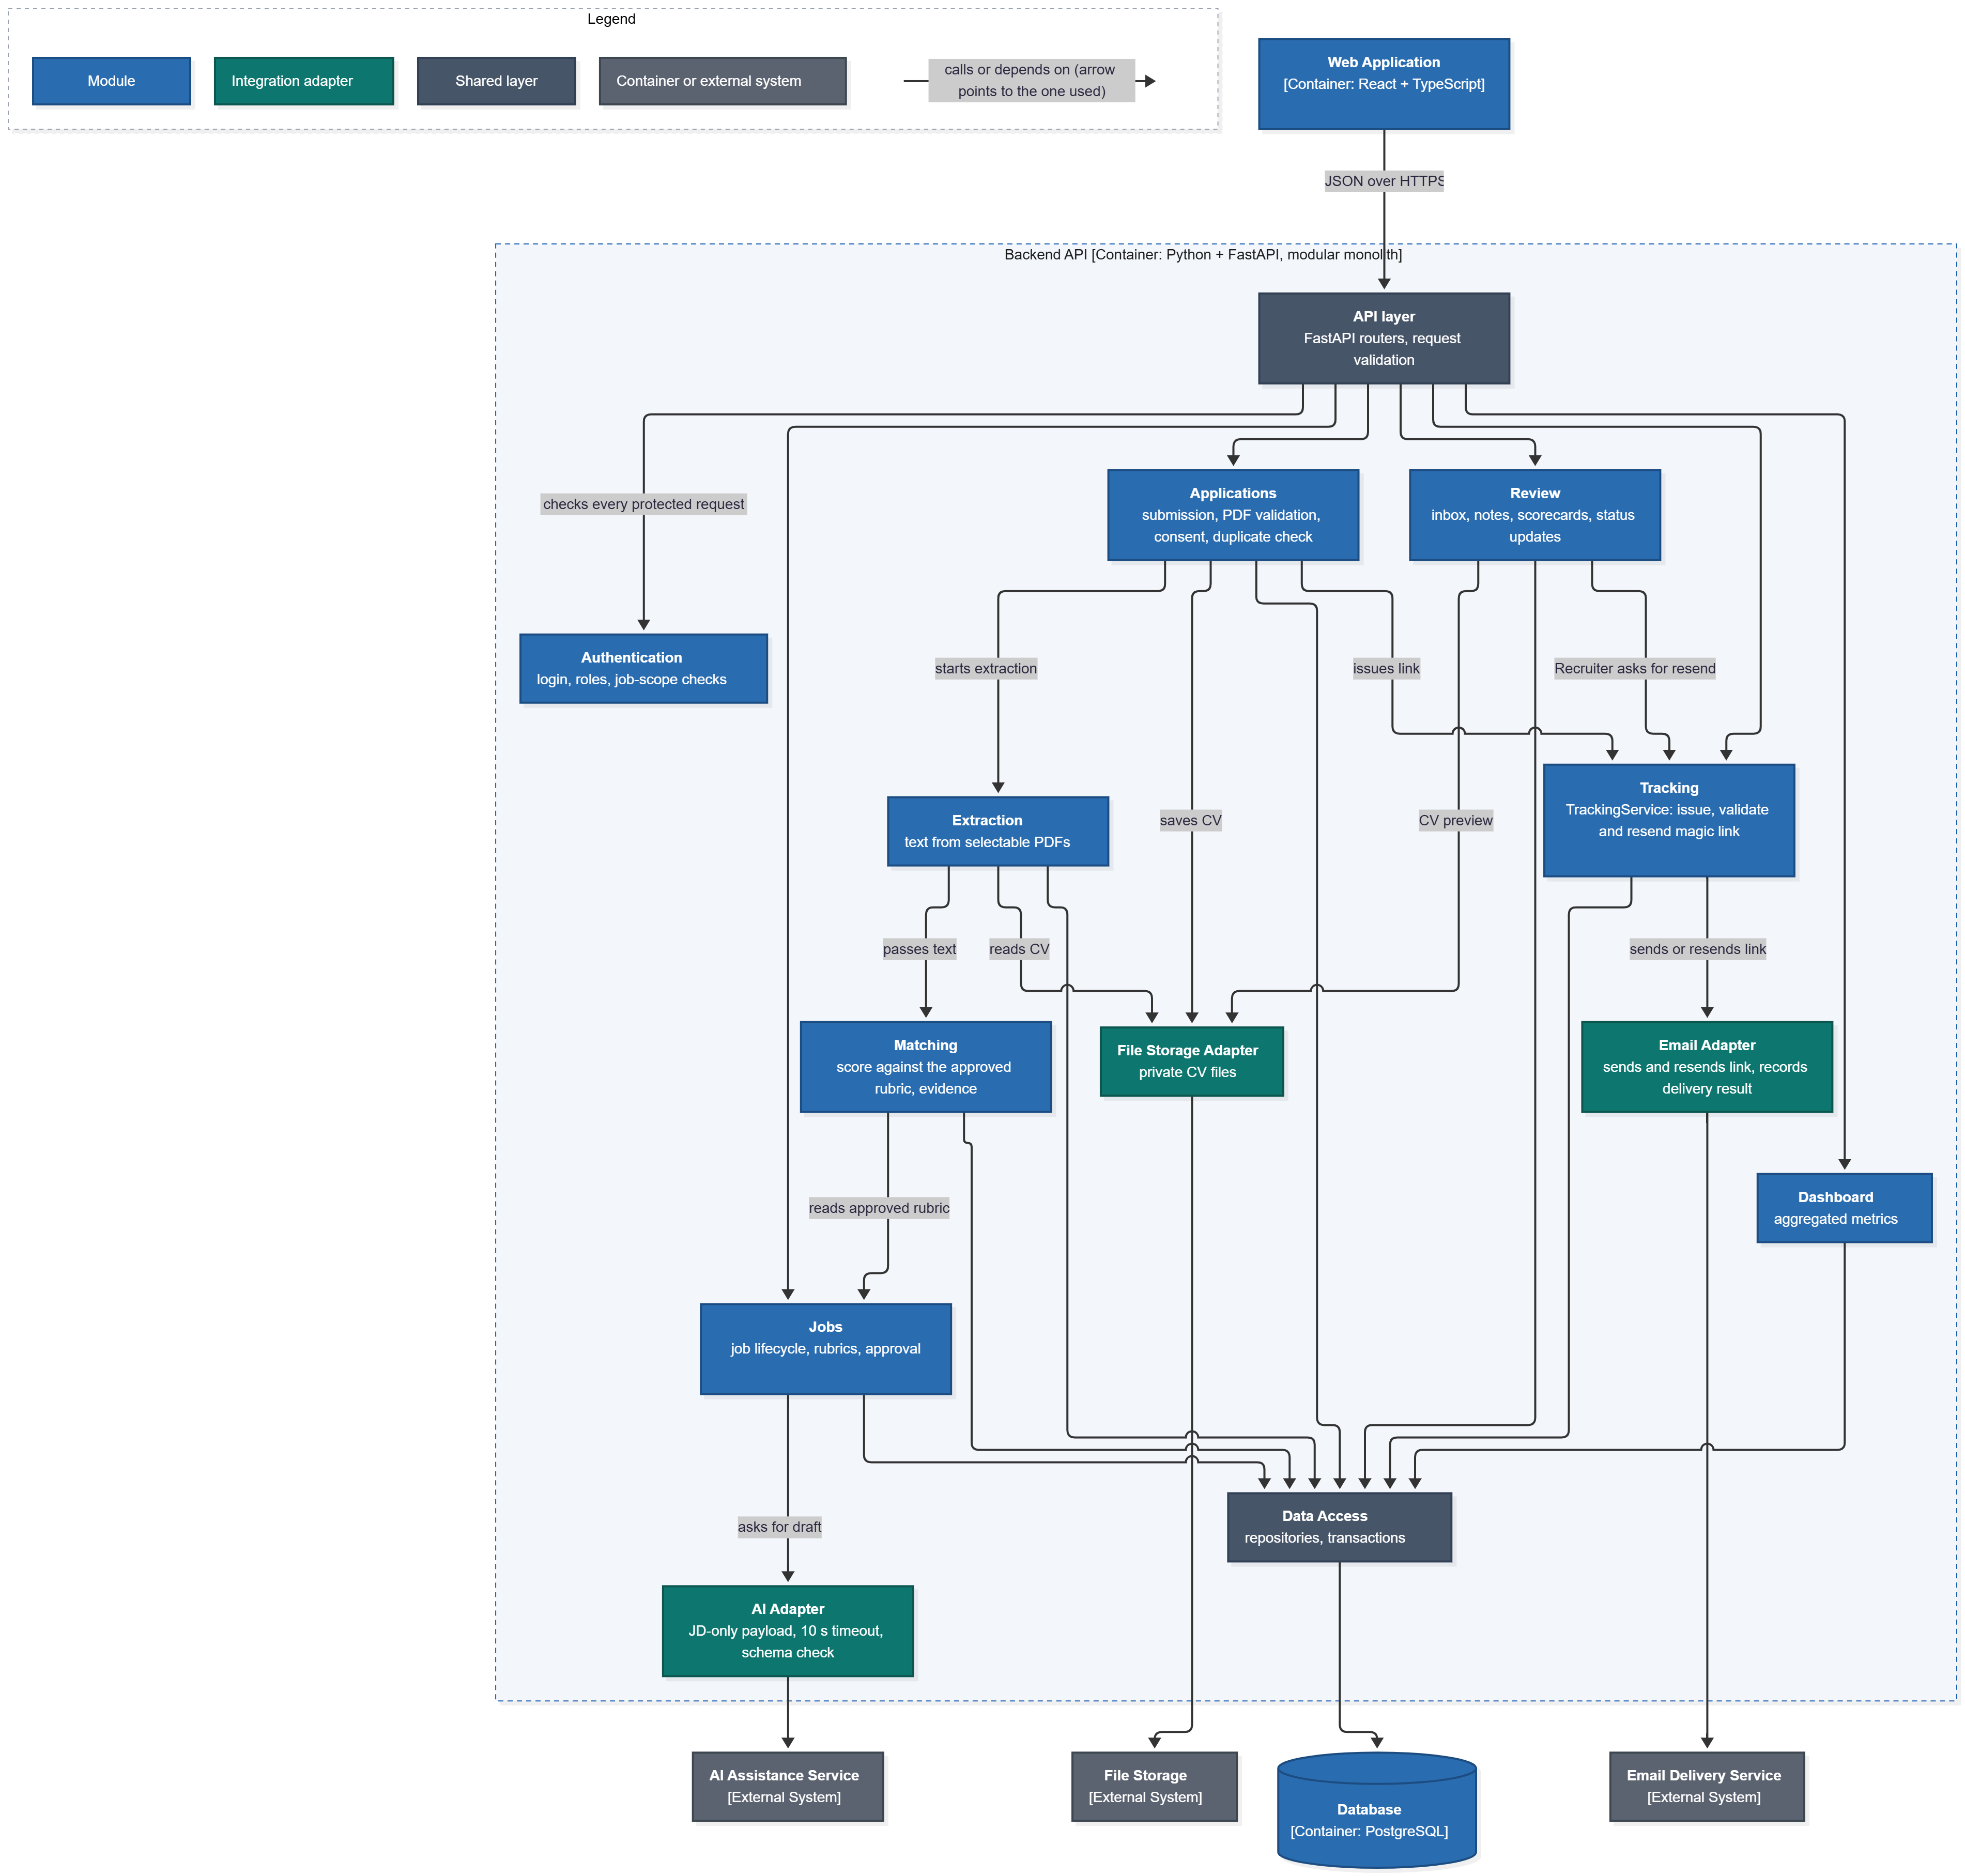 Legend
Module
Integration adapter
Shared layer
Container or external system
calls or depends on (arrow
points to the one used)
Web Application
[Container: React + TypeScript]
JSON over HTTPS
Backend API [Container: Python + FastAPI, modular monolith]
API layer
FastAPI routers, request
validation
Applications
submission, PDF validation,
consent, duplicate check
Review
inbox, notes, scorecards, status
updates
checks every protected request
Authentication
login, roles, job-scope checks
starts extraction
issues link
Recruiter asks for resend
Extraction
text from selectable PDFs
saves CV
CV preview
Tracking
TrackingService: issue, validate
and resend magic link
passes text
reads CV
sends or resends link
Matching
score against the approved
rubric, evidence
File Storage Adapter
private CV files
Email Adapter
sends and resends link, records
delivery result
reads approved rubric
Dashboard
aggregated metrics
Jobs
job lifecycle, rubrics, approval
asks for draft
Data Access
repositories, transactions
AI Adapter
JD-only payload, 10 s timeout,
schema check
AI Assistance Service
[External System]
File Storage
[External System]
Database
[Container: PostgreSQL]
Email Delivery Service
[External System]